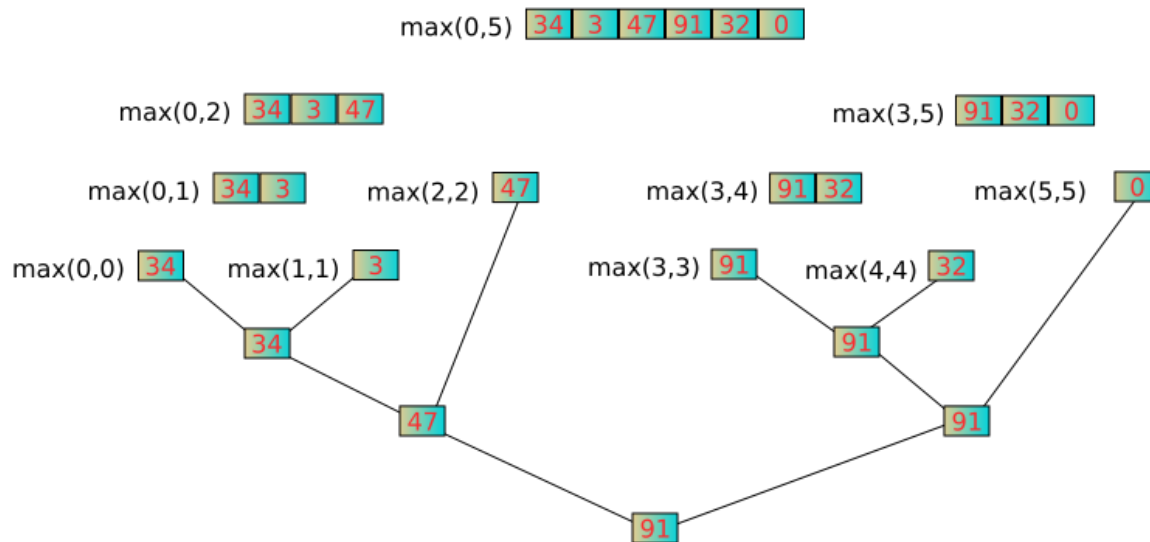 max(0,5) 34 3 47 91 32 0
max(0,2) 34 3 47 max(3,5) 91 32 0
max(0,1) 34 3 max(2,2) 47 max(3,4) 91 32 max(5,5) 0
max(0,0) 34 max(1,1) 3 max(3,3) 91 max(4,4) 32
34 91
47 91
91